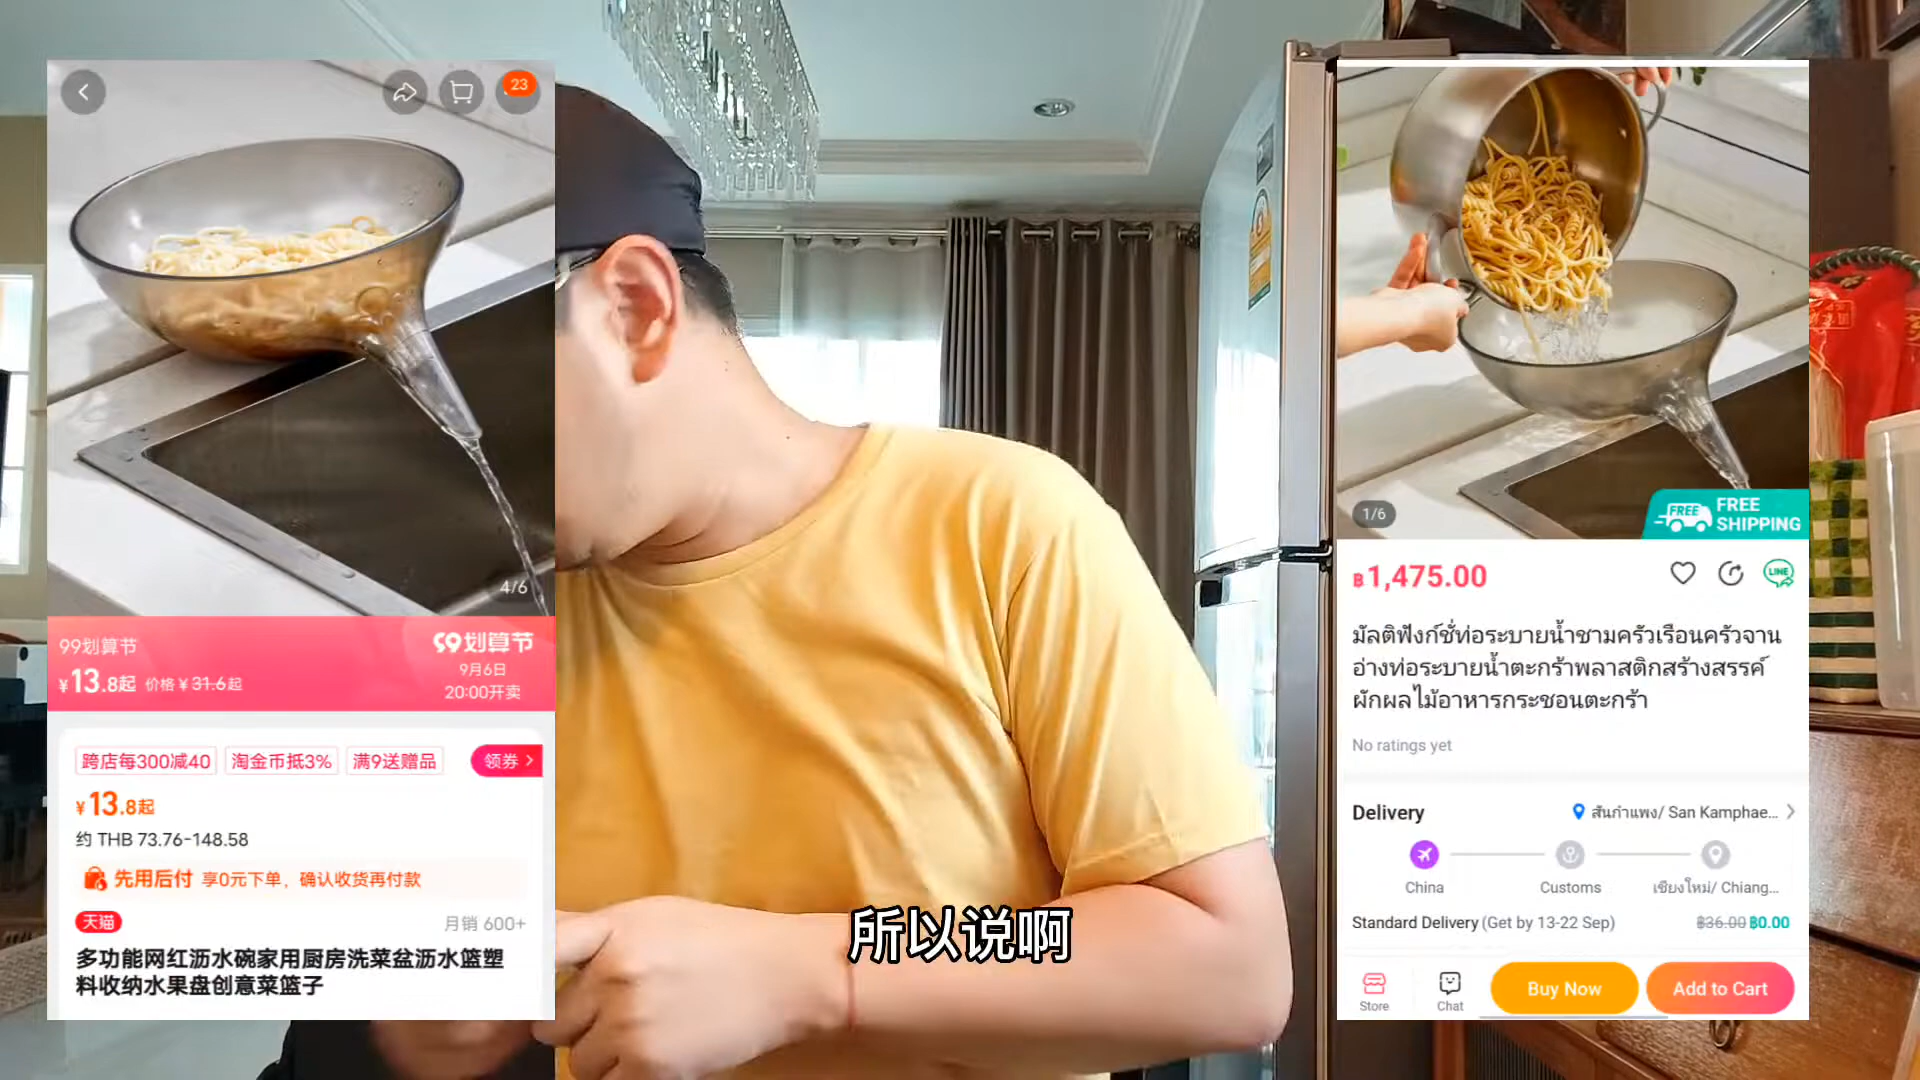 23
4/6
99划算节
¥13.8起 价格¥31.6起
99划算节
9月6日
20:00开卖
跨店每300减40 淘金币抵3% 满9送赠品 领券 >
¥13.8起
约 THB 73.76-148.58
先用后付 享0元下单，确认收货再付款
天猫 月销 600+
多功能网红沥水碗家用厨房洗菜盆沥水篮塑
料收纳水果盘创意菜篮子
所以说啊
1/6
FREE
FREE
SHIPPING
฿1,475.00
LINE
มัลติฟังก์ชั่ท่อระบายน้ำชามครัวเรือนครัวจาน
อ่างท่อระบายน้ำตะกร้าพลาสติกสร้างสรรค์
ผักผลไม้อาหารกระชอนตะกร้า
No ratings yet
Delivery สันกำแพง/ San Kamphae... >
China Customs เชียงใหม่/ Chiang...
Standard Delivery (Get by 13-22 Sep) ฿36.00 ฿0.00
Store Chat Buy Now Add to Cart